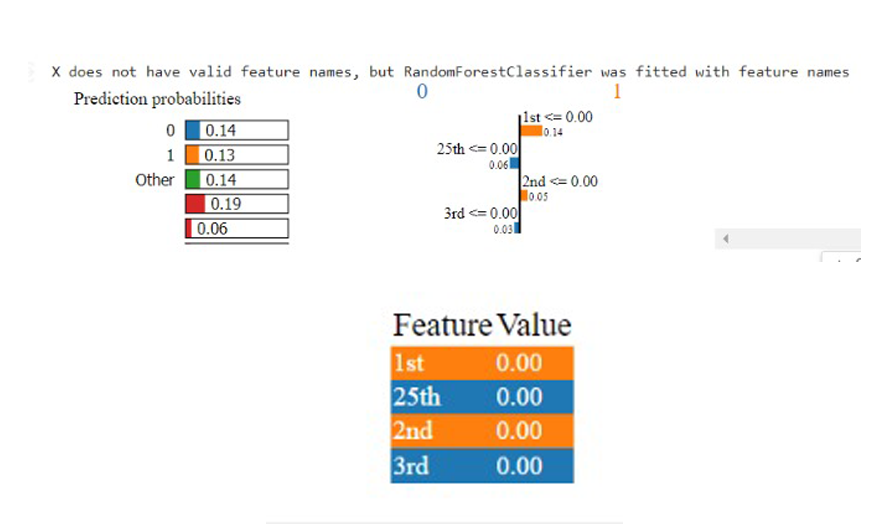 X does not have valid feature names, but RandomForestClassifier was fitted with feature names
Prediction probabilities
0 0.14
1 0.13
Other 0.14
0.19
0.06
0 1
1st <= 0.00
0.14
25th <= 0.00
0.06
2nd <= 0.00
0.05
3rd <= 0.00
0.03
Feature Value
1st 0.00
25th 0.00
2nd 0.00
3rd 0.00